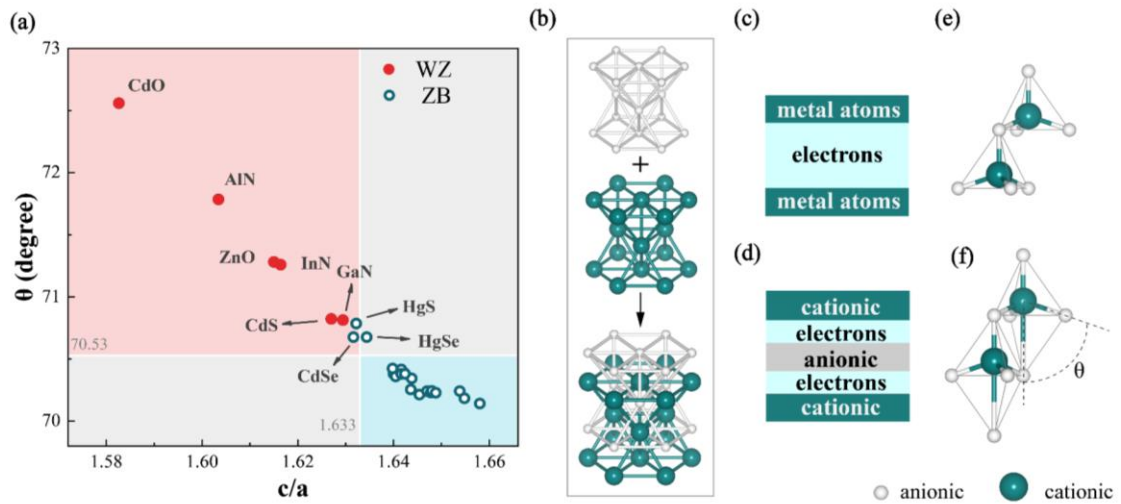 (a)
73
72
71
70
θ (degree)
1.58
1.60
1.62
1.64
1.66
c/a
WZ
ZB
CdO
AlN
ZnO
InN
GaN
CdS
HgS
HgSe
CdSe
70.53
1.633
(b)
+
(c)
metal atoms
electrons
metal atoms
(d)
cationic
electrons
anionic
electrons
cationic
(e)
(f)
θ
anionic
cationic